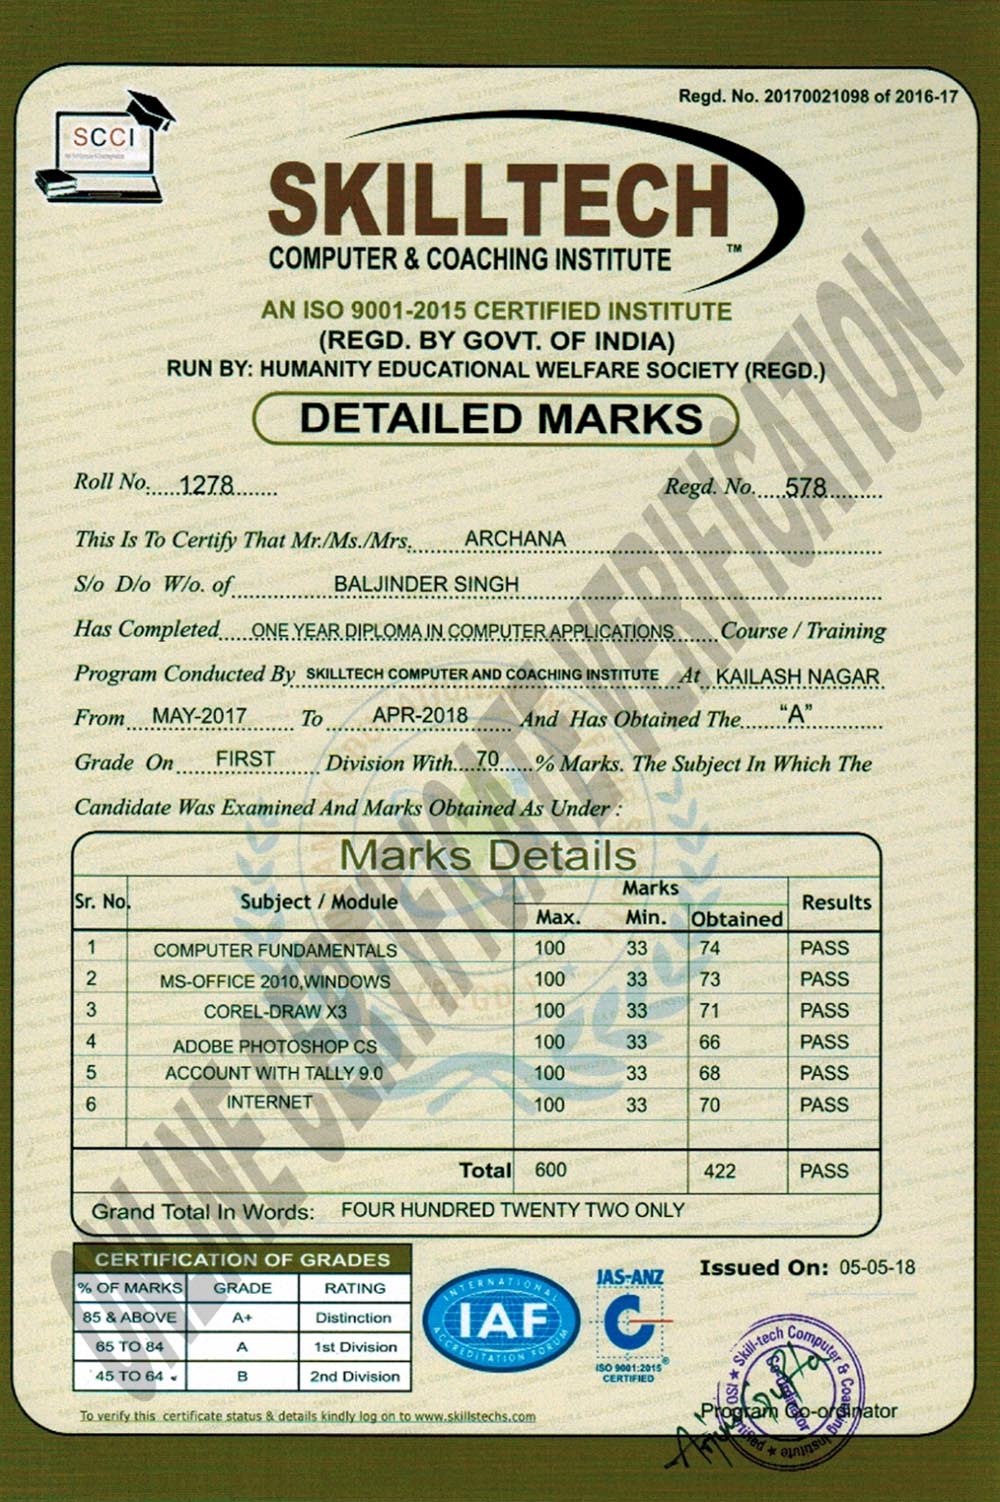 Regd. No. 20170021098 of 2016-17
SCCI
SKILLTECH
TM
COMPUTER & COACHING INSTITUTE
AN ISO 9001-2015 CERTIFIED INSTITUTE
(REGD. BY GOVT. OF INDIA)
RUN BY: HUMANITY EDUCATIONAL WELFARE SOCIETY (REGD.)
DETAILED MARKS
Roll No. 1278 Regd. No. 578
This Is To Certify That Mr./Ms./Mrs. ARCHANA
S/o D/o W/o. of BALJINDER SINGH
Has Completed ONE YEAR DIPLOMA IN COMPUTER APPLICATIONS Course / Training
Program Conducted By SKILLTECH COMPUTER AND COACHING INSTITUTE At KAILASH NAGAR
From MAY-2017 To APR-2018 And Has Obtained The "A"
Grade On FIRST Division With 70 % Marks. The Subject In Which The
Candidate Was Examined And Marks Obtained As Under :
Marks Details
Sr. No. Subject / Module Marks Results
Max. Min. Obtained
1 COMPUTER FUNDAMENTALS 100 33 74 PASS
2 MS-OFFICE 2010,WINDOWS 100 33 73 PASS
3 COREL-DRAW X3 100 33 71 PASS
4 ADOBE PHOTOSHOP CS 100 33 66 PASS
5 ACCOUNT WITH TALLY 9.0 100 33 68 PASS
6 INTERNET 100 33 70 PASS
Total 600 422 PASS
Grand Total In Words: FOUR HUNDRED TWENTY TWO ONLY
CERTIFICATION OF GRADES
% OF MARKS GRADE RATING
85 & ABOVE A+ Distinction
65 TO 84 A 1st Division
45 TO 64 B 2nd Division
INTERNATIONAL
IAF
ACCREDITATION FORUM
JAS-ANZ
C
ISO 9001:2015®
CERTIFIED
Issued On: 05-05-18
Skill-tech Computer & Coaching Institute
Co-Ordinator
Program Co-ordinator
To verify this certificate status & details kindly log on to www.skillstechs.com
ONLINE CERTIFICATE VERIFICATION